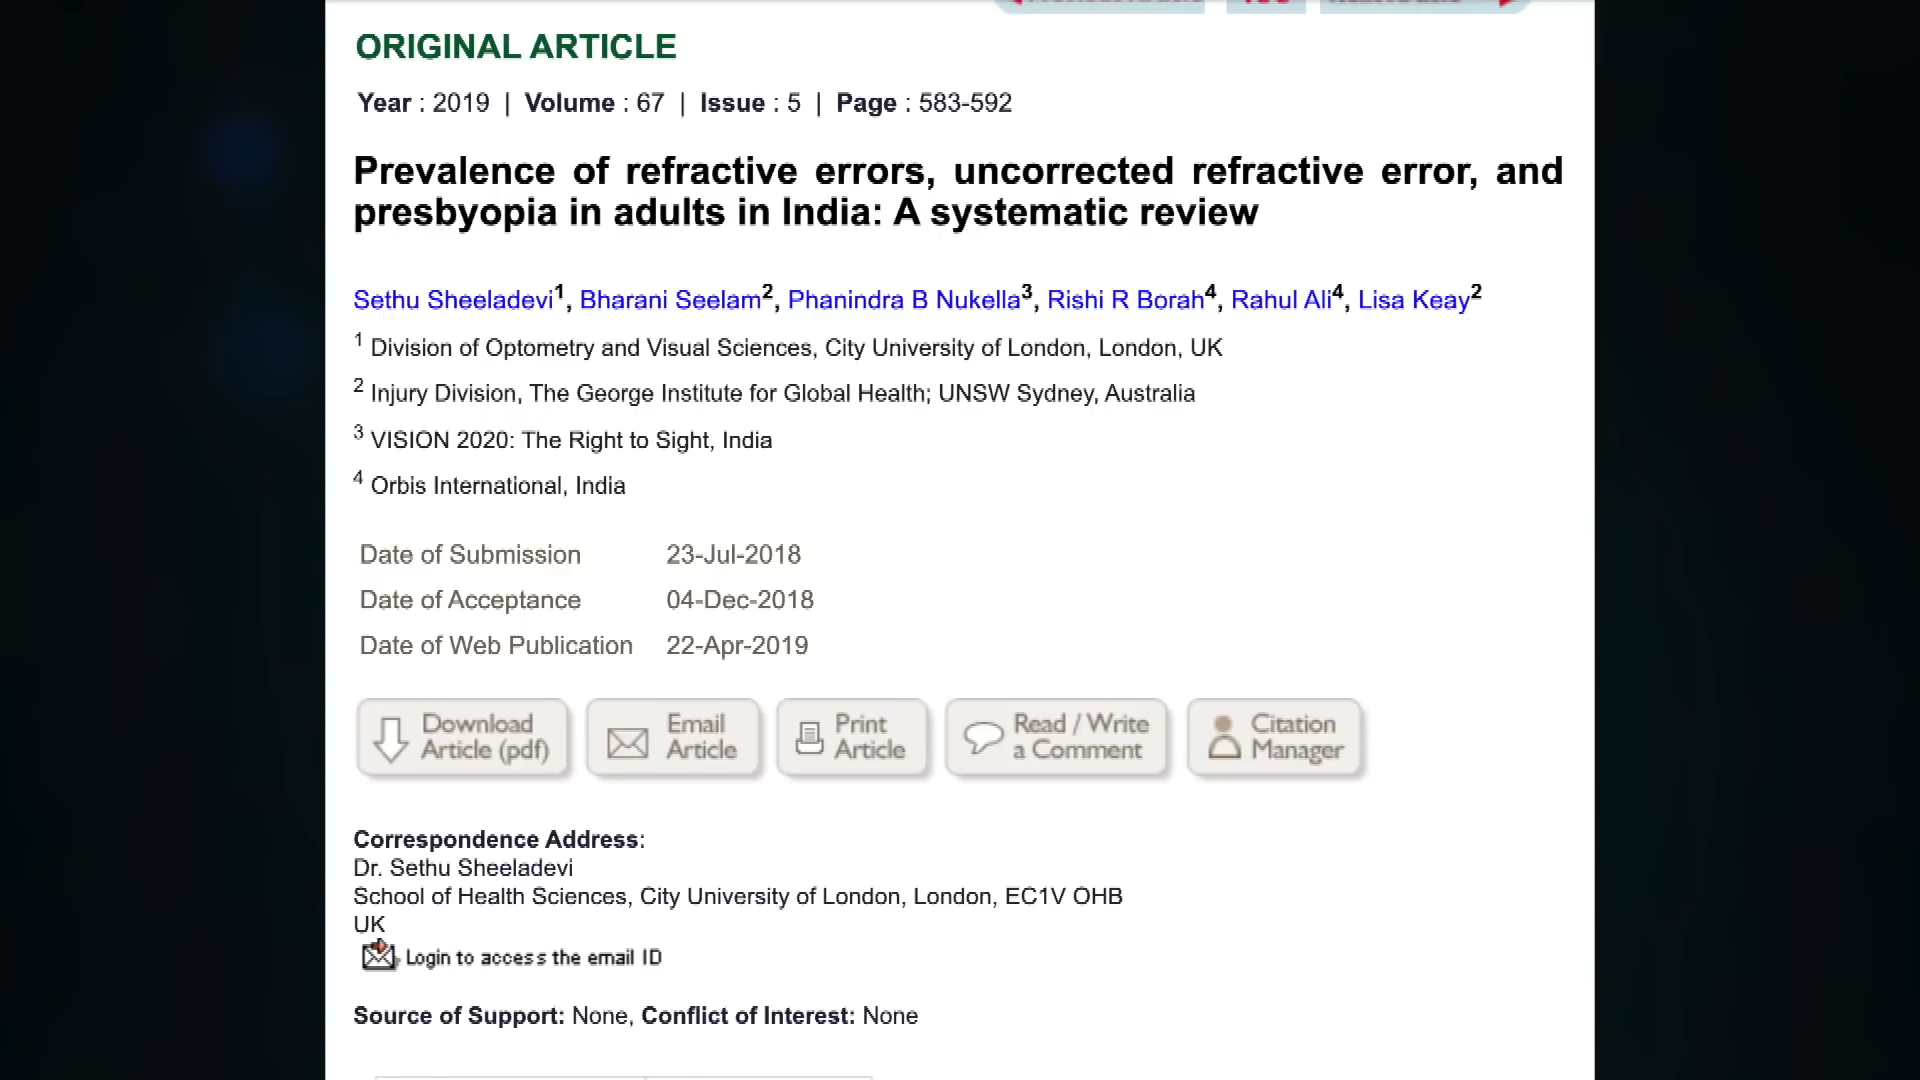 ORIGINAL ARTICLE
Year : 2019 | Volume : 67 | Issue : 5 | Page : 583-592
Prevalence of refractive errors, uncorrected refractive error, and
presbyopia in adults in India: A systematic review
Sethu Sheeladevi1, Bharani Seelam2, Phanindra B Nukella3, Rishi R Borah4, Rahul Ali4, Lisa Keay2
1 Division of Optometry and Visual Sciences, City University of London, London, UK
2 Injury Division, The George Institute for Global Health; UNSW Sydney, Australia
3 VISION 2020: The Right to Sight, India
4 Orbis International, India
Date of Submission 23-Jul-2018
Date of Acceptance 04-Dec-2018
Date of Web Publication 22-Apr-2019
Download Article (pdf)
Email Article
Print Article
Read / Write a Comment
Citation Manager
Correspondence Address:
Dr. Sethu Sheeladevi
School of Health Sciences, City University of London, London, EC1V OHB
UK
Login to access the email ID
Source of Support: None, Conflict of Interest: None